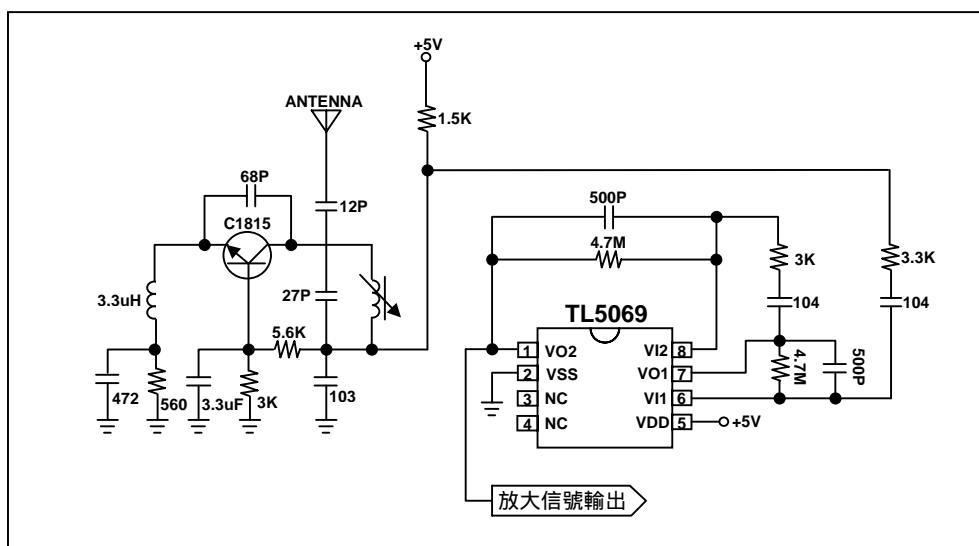 +5V
ANTENNA
1.5K
68P
C1815
12P
500P
4.7M
3K
3.3K
27P
3.3uH
104
104
TL5069
5.6K
1 VO2
VI2 8
2 VSS
VO1 7
4.7M
500P
3 NC
VI1 6
4 NC
VDD 5
+5V
472
560
3.3uF
3K
103
放大信號輸出